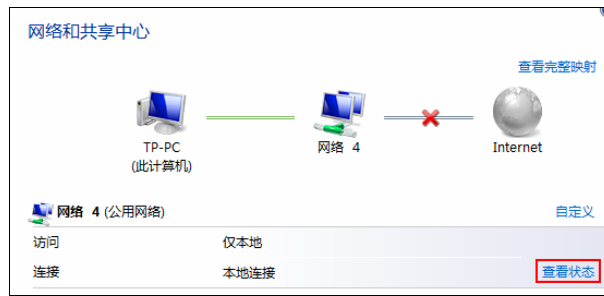 网络和共享中心
查看完整映射
TP-PC
(此计算机)
网络 4
Internet
网络 4 (公用网络)
自定义
访问
仅本地
连接
本地连接
查看状态